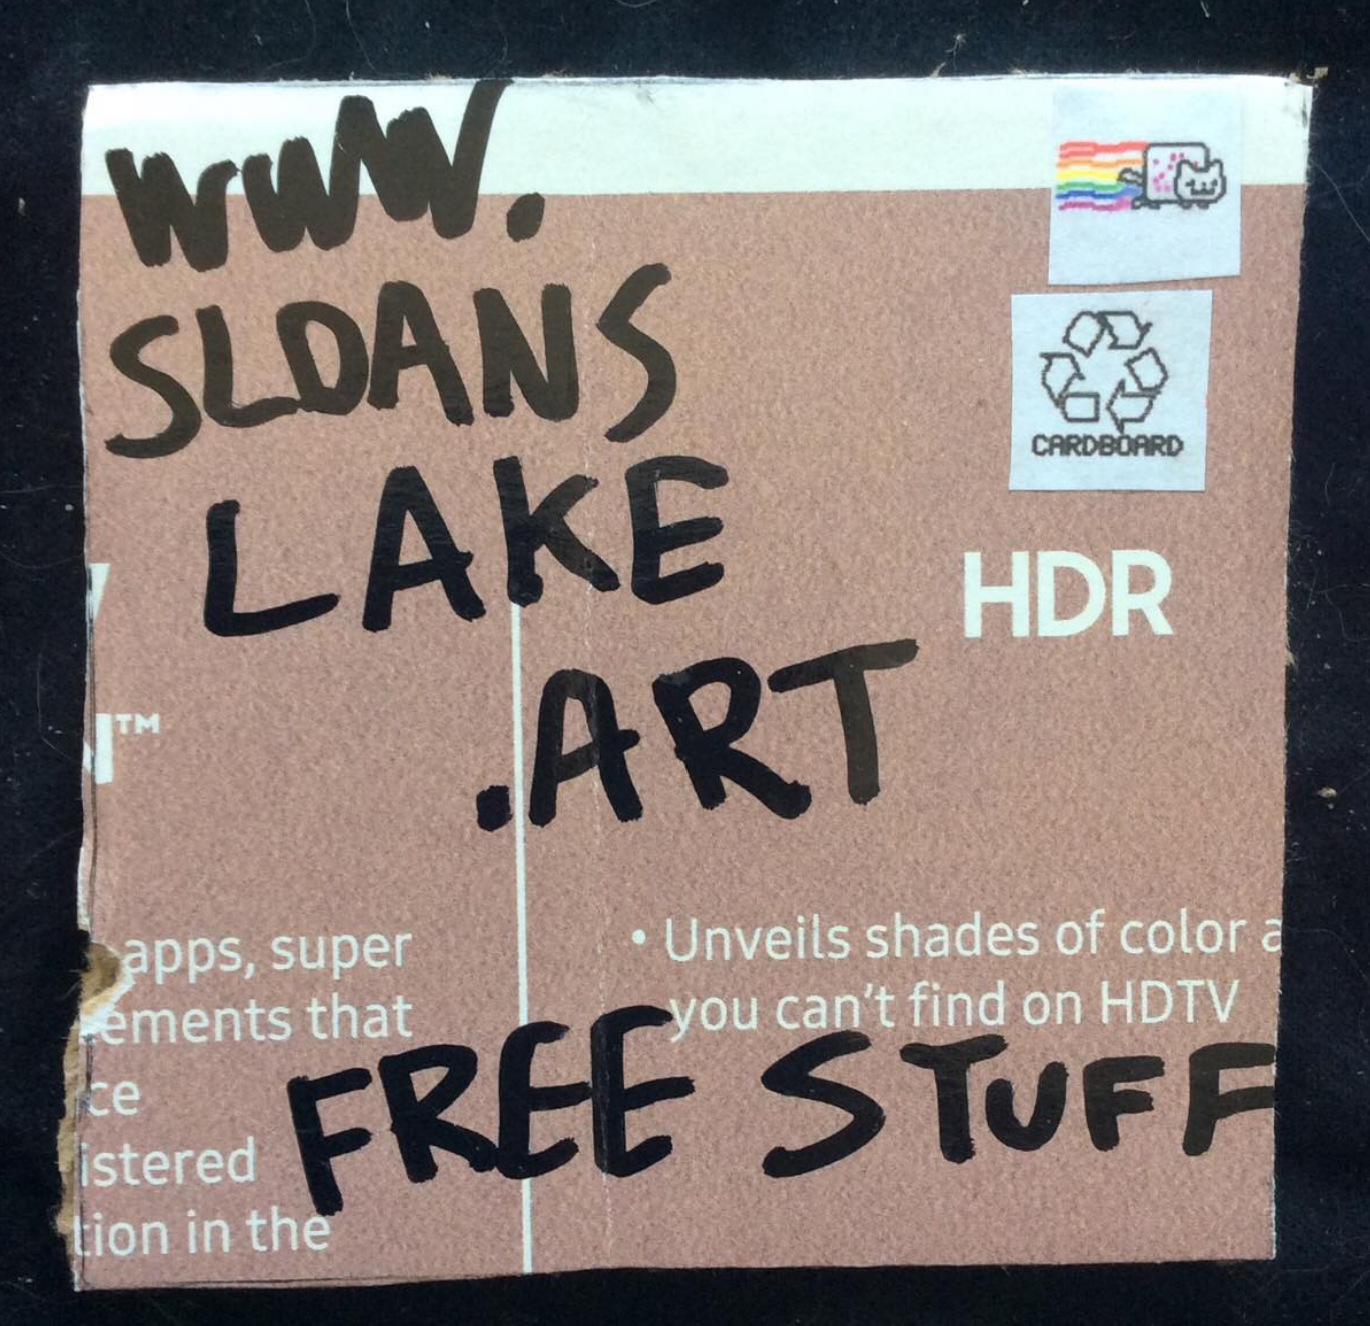 www.
SLOANS
LAKE
.ART
FREE STUFF
CARDBOARD
HDR
TM
apps, super
ements that
ce
istered
tion in the
• Unveils shades of color a
you can't find on HDTV